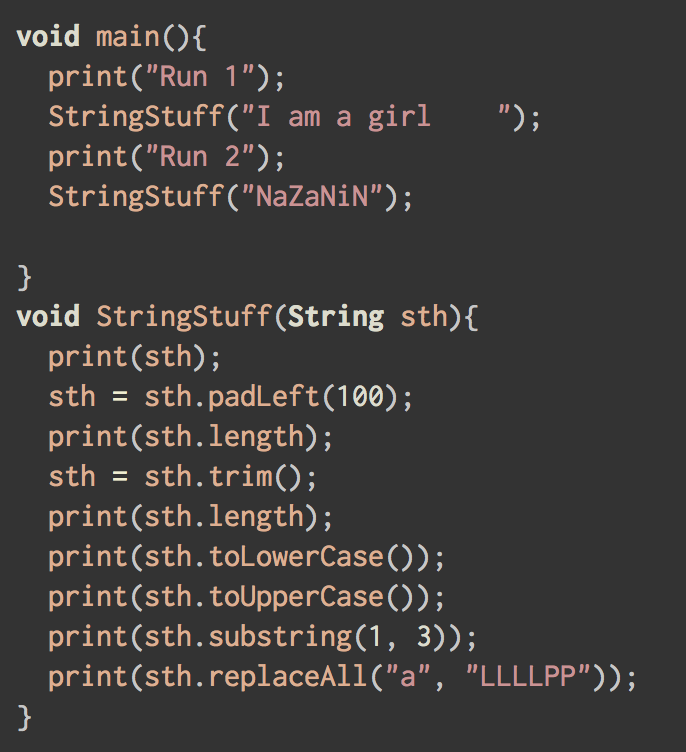 void main(){
  print("Run 1");
  StringStuff("I am a girl    ");
  print("Run 2");
  StringStuff("NaZaNiN");

}
void StringStuff(String sth){
  print(sth);
  sth = sth.padLeft(100);
  print(sth.length);
  sth = sth.trim();
  print(sth.length);
  print(sth.toLowerCase());
  print(sth.toUpperCase());
  print(sth.substring(1, 3));
  print(sth.replaceAll("a", "LLLLPP"));
}